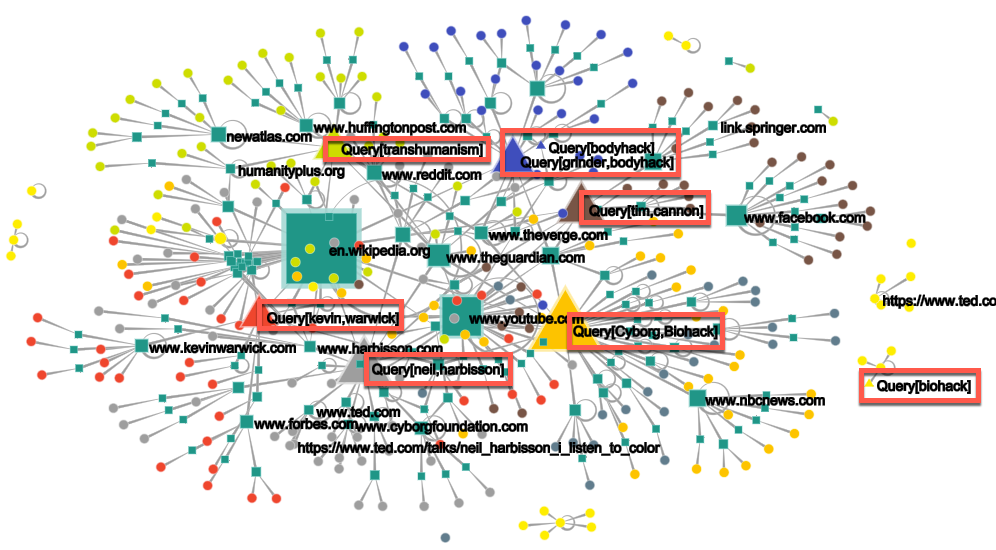 www.huffingtonpost.com
link.springer.com
newatlas.com
Query[transhumanism]
Query[bodyhack]
Query[grinder,bodyhack]
humanityplus.org
www.reddit.com
Query[tim,cannon]
www.facebook.com
www.theverge.com
en.wikipedia.org
www.theguardian.com
https://www.ted.co
Query[kevin,warwick]
www.youtube.com
Query[Cyborg,Biohack]
www.kevinwarwick.com
www.harbisson.com
Query[neil,harbisson]
Query[biohack]
www.nbcnews.com
www.ted.com
www.forbes.com
www.cyborgfoundation.com
https://www.ted.com/talks/neil_harbisson_i_listen_to_color